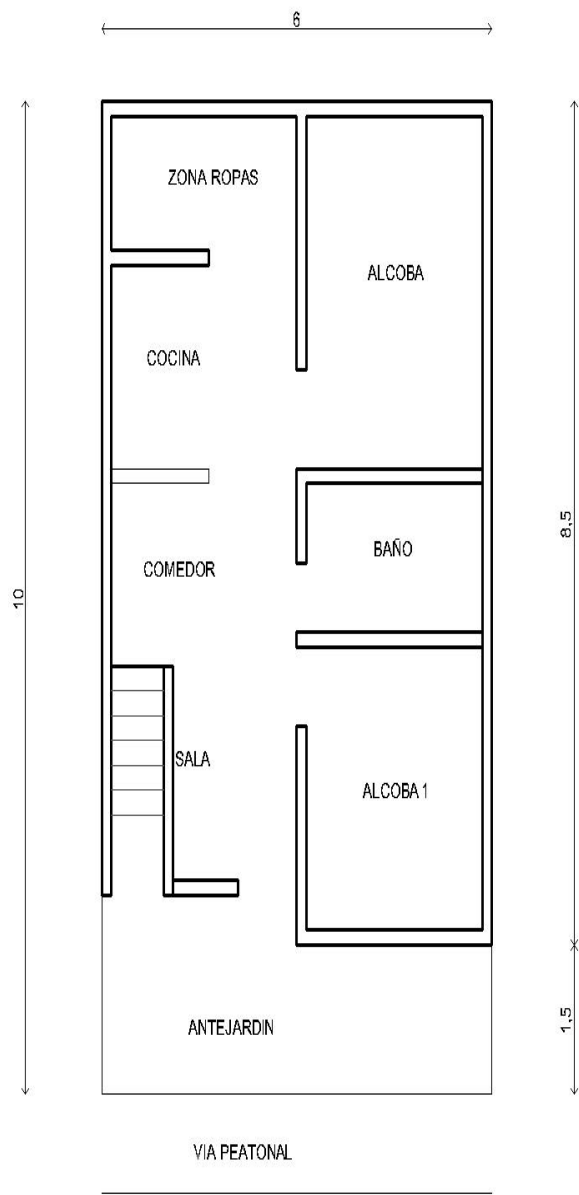 6
ZONA ROPAS
ALCOBA
COCINA
8,5
BAÑO
COMEDOR
10
SALA
ALCOBA 1
1,5
ANTEJARDIN
VIA PEATONAL